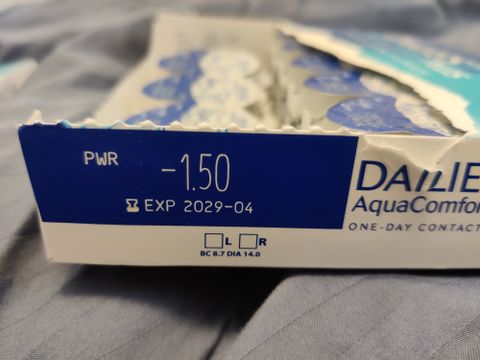 PWR -1.50
EXP 2029-04
L R
BC 8.7 DIA 14.0
DAILIE
AquaComfor
ONE-DAY CONTACT